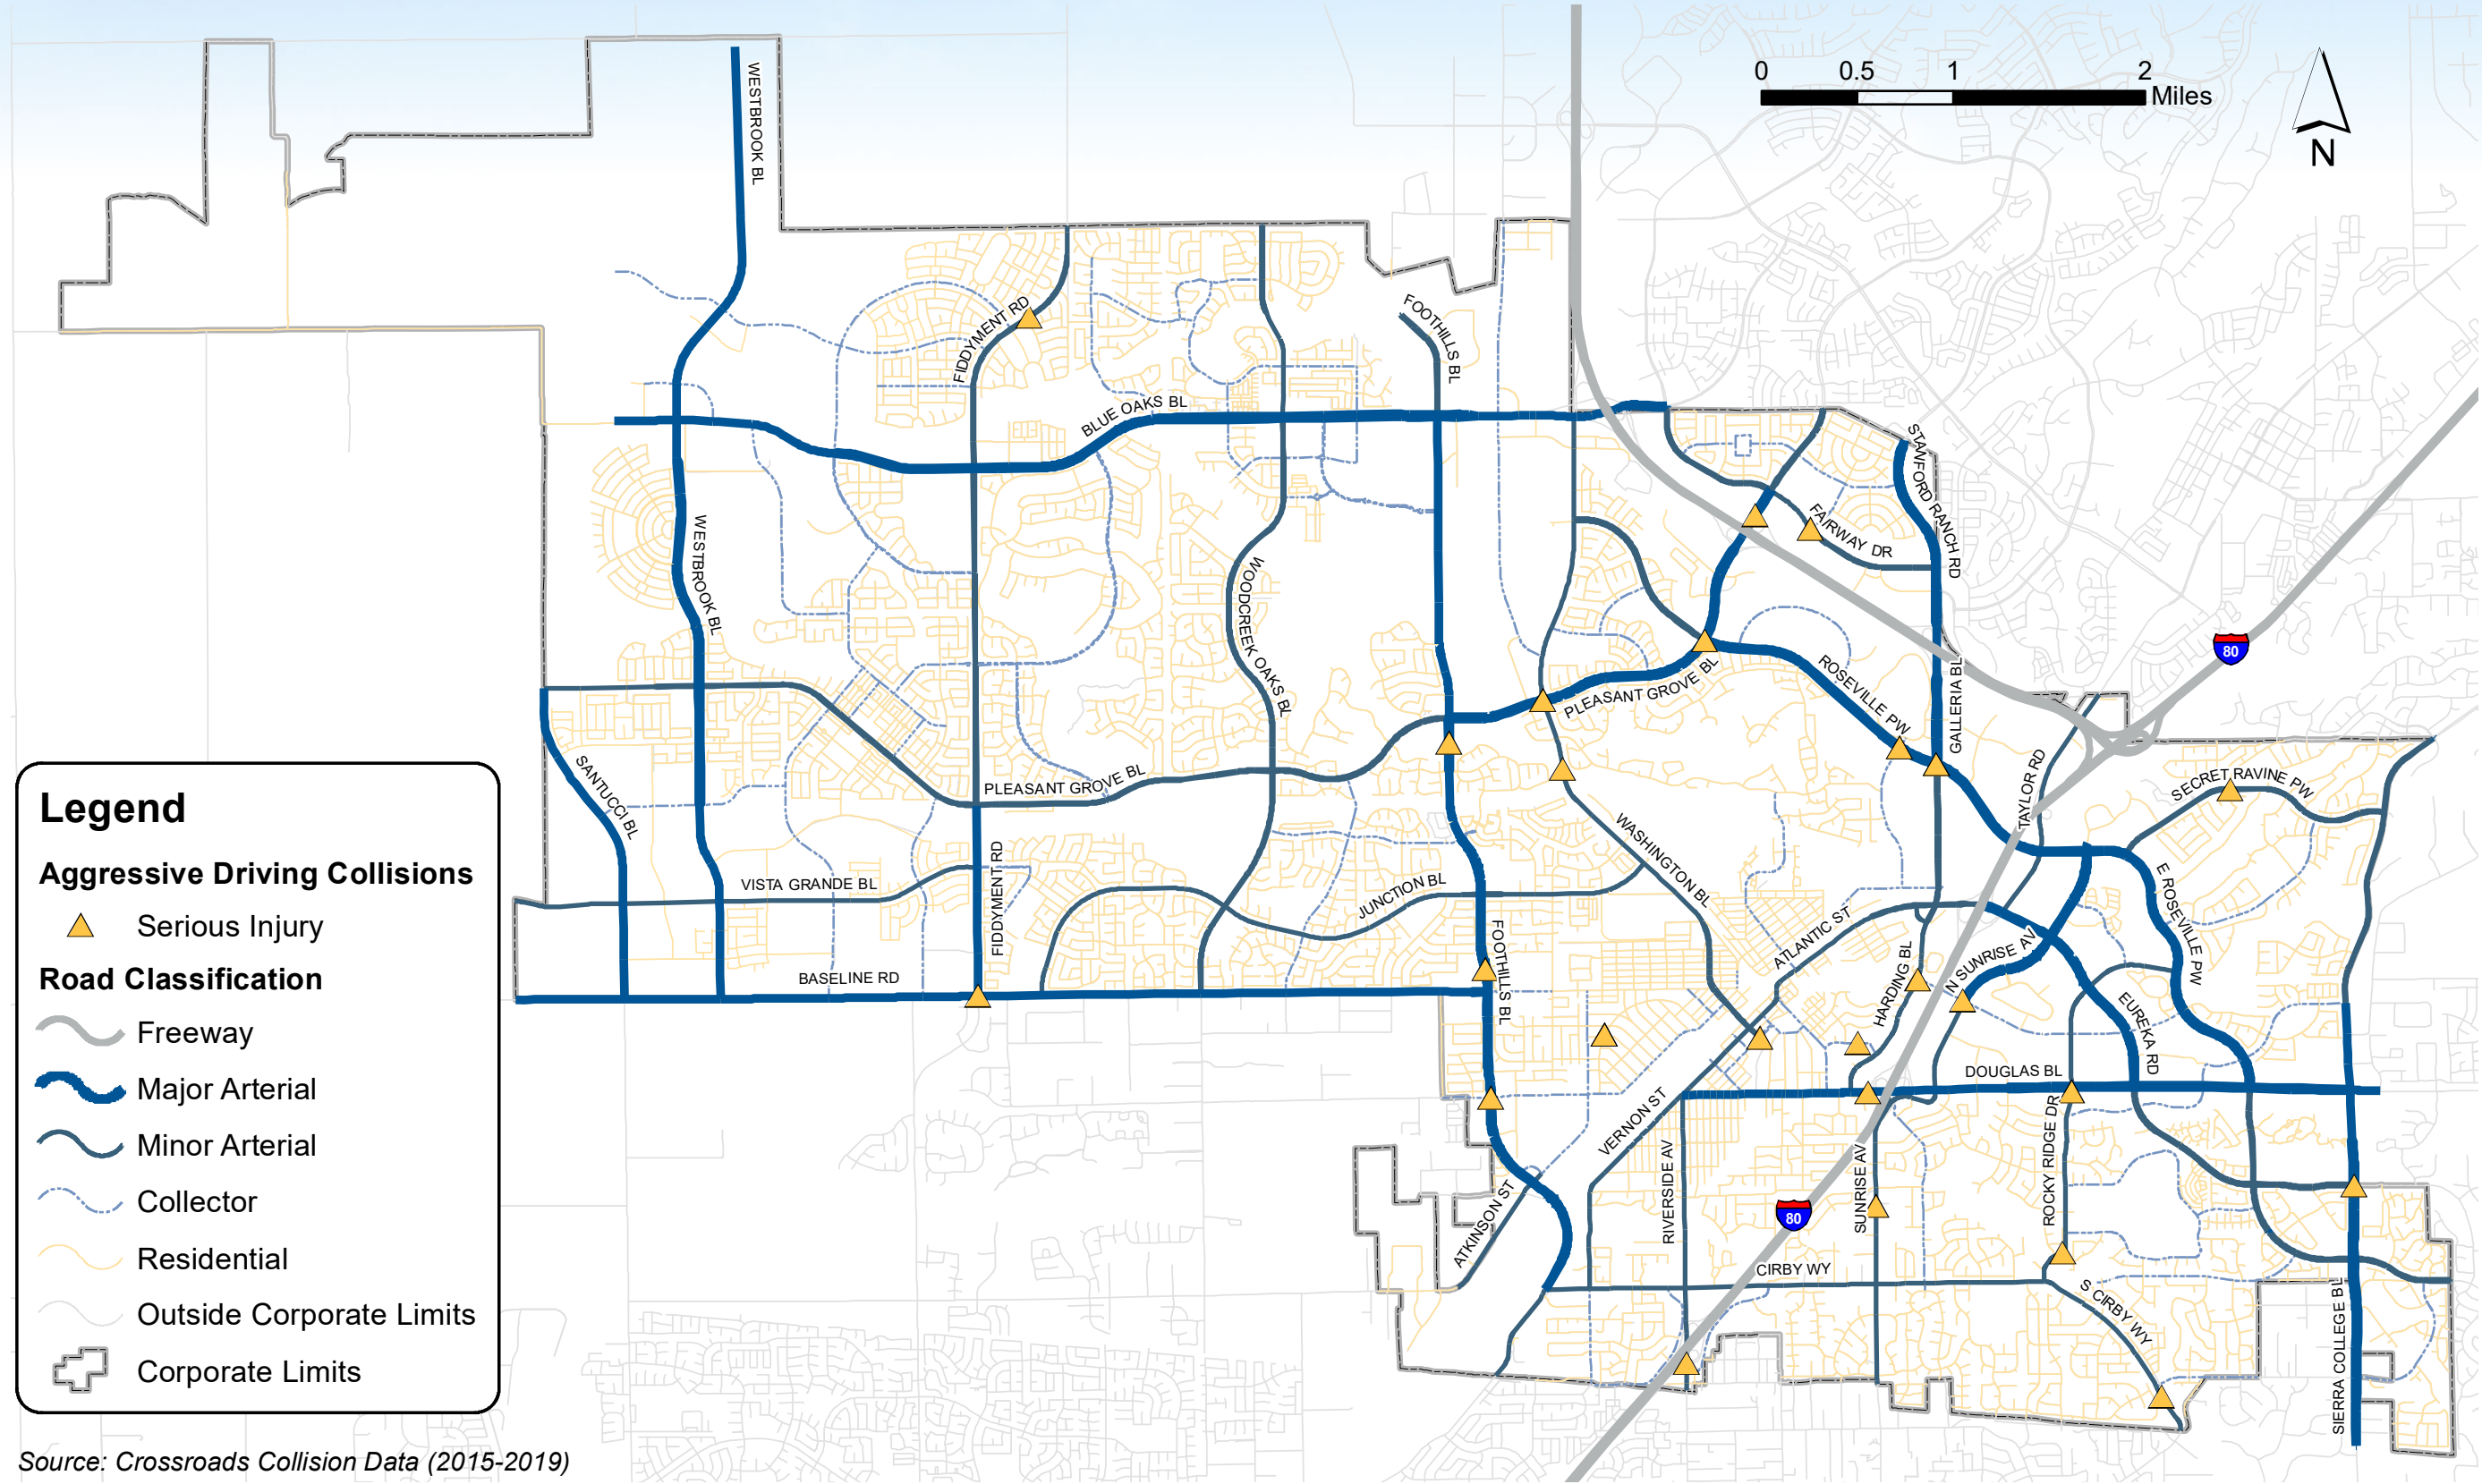 0 0.5 1 2
Miles
N
WESTBROOK BL
FIDDYMENT RD
FOOTHILLS BL
BLUE OAKS BL
STANFORD RANCH RD
FAIRWAY DR
WESTBROOK BL
WOODCREEK OAKS BL
80
PLEASANT GROVE BL
ROSEVILLE PW
GALLERIA BL
TAYLOR RD
SECRET RAVINE PW
SANTUCCI BL
PLEASANT GROVE BL
WASHINGTON BL
VISTA GRANDE BL
FIDDYMENT RD
JUNCTION BL
FOOTHILLS BL
ATLANTIC ST
HARDING BL
N SUNRISE AV
E ROSEVILLE PW
EUREKA RD
BASELINE RD
DOUGLAS BL
VERNON ST
RIVERSIDE AV
SUNRISE AV
ROCKY RIDGE DR
80
ATKINSON ST
CIRBY WY
S CIRBY WY
SIERRA COLLEGE BL
Legend
Aggressive Driving Collisions
Serious Injury
Road Classification
Freeway
Major Arterial
Minor Arterial
Collector
Residential
Outside Corporate Limits
Corporate Limits
Source: Crossroads Collision Data (2015-2019)